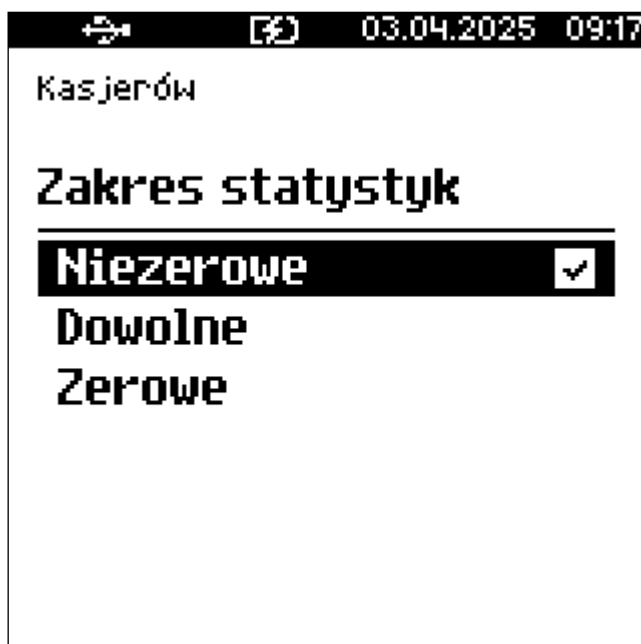 03.04.2025 09:17
Kasjerów
Zakres statystyk
Niezerowe
Dowolne
Zerowe